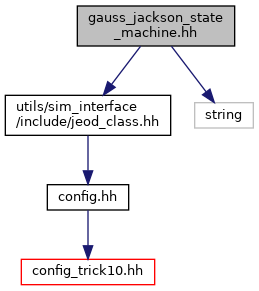 gauss_jackson_state
_machine.hh
utils/sim_interface
/include/jeod_class.hh
string
config.hh
config_trick10.hh